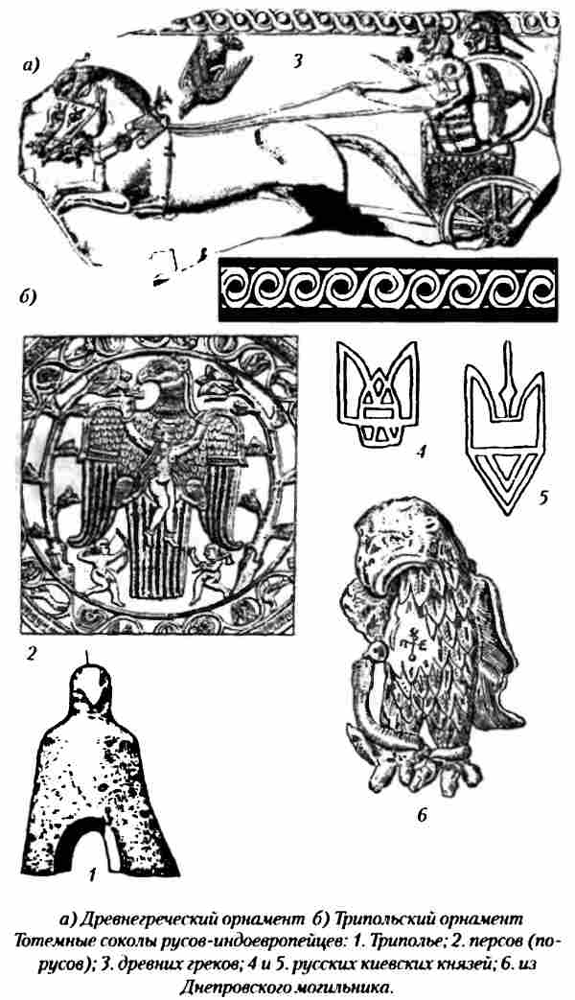 а)
3
б)
4
5
2
6
1
а) Древнегреческий орнамент б) Трипольский орнамент
Тотемные соколы русов-индоевропейцев: 1. Триполье; 2. персов (по-
русов); 3. древних греков; 4 и 5. русских киевских князей; 6. из
Днепровского могильника.